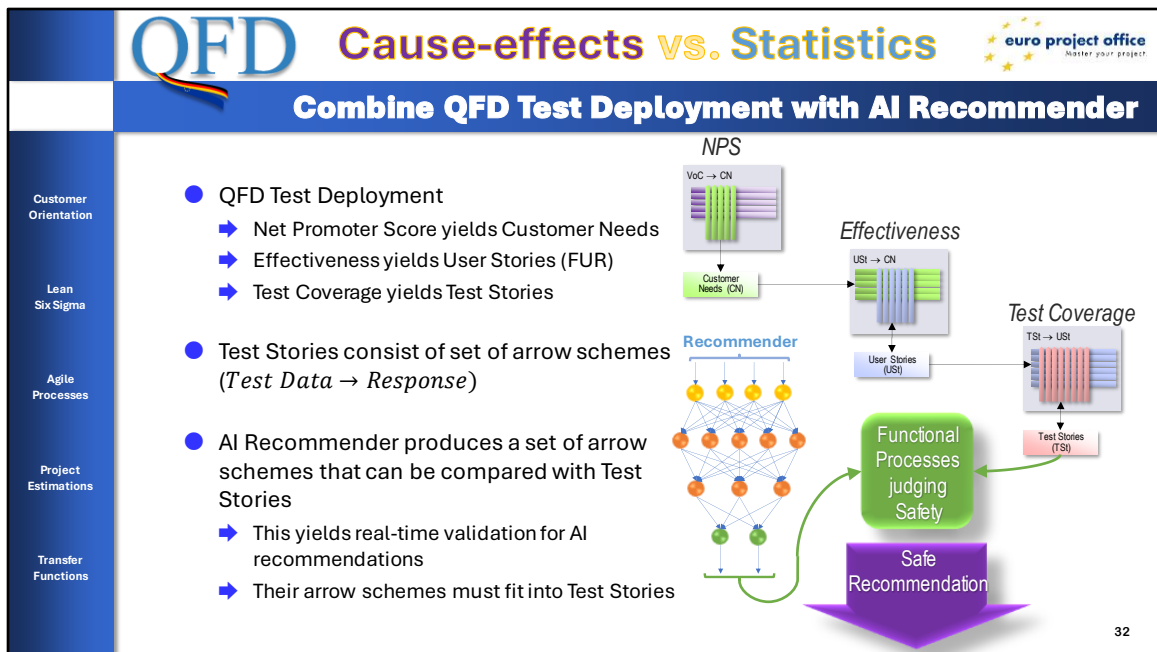 QFD
Cause-effects vs. Statistics
euro project office
Master your project
Combine QFD Test Deployment with AI Recommender
Customer
Orientation
Lean
Six Sigma
Agile
Processes
Project
Estimations
Transfer
Functions
QFD Test Deployment
Net Promoter Score yields Customer Needs
Effectiveness yields User Stories (FUR)
Test Coverage yields Test Stories
Test Stories consist of set of arrow schemes
(Test Data → Response)
AI Recommender produces a set of arrow
schemes that can be compared with Test
Stories
This yields real-time validation for AI
recommendations
Their arrow schemes must fit into Test Stories
NPS
VoC → CN
Customer
Needs (CN)
Effectiveness
USt → CN
User Stories
(USt)
Test Coverage
TSt → USt
Test Stories
(TSt)
Recommender
Functional
Processes
judging
Safety
Safe
Recommendation
32